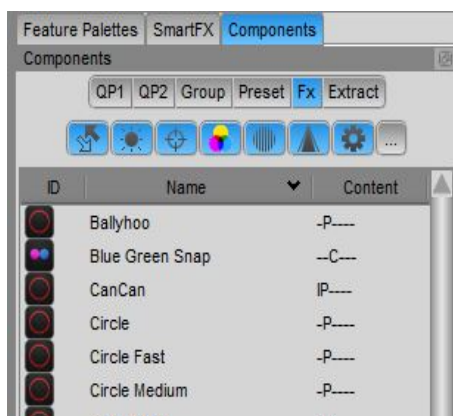 Feature Palettes SmartFX Components
Components
QP1 QP2 Group Preset Fx Extract
...
ID Name Content
Ballyhoo -P----
Blue Green Snap --C---
CanCan IP----
Circle -P----
Circle Fast -P----
Circle Medium -P----